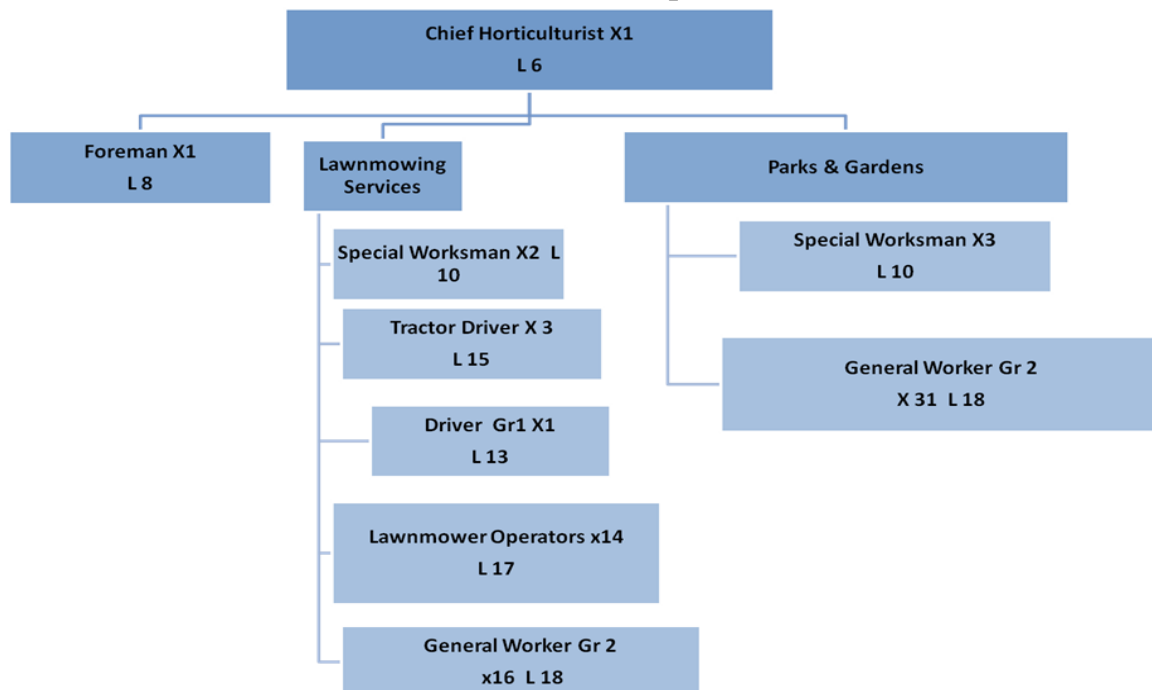 Chief Horticulturist X1
L 6
Foreman X1
L 8
Lawnmowing
Services
Parks & Gardens
Special Worksman X2 L
10
Tractor Driver X 3
L 15
Driver Gr1 X1
L 13
Lawnmower Operators x14
L 17
General Worker Gr 2
x16 L 18
Special Worksman X3
L 10
General Worker Gr 2
X 31 L 18